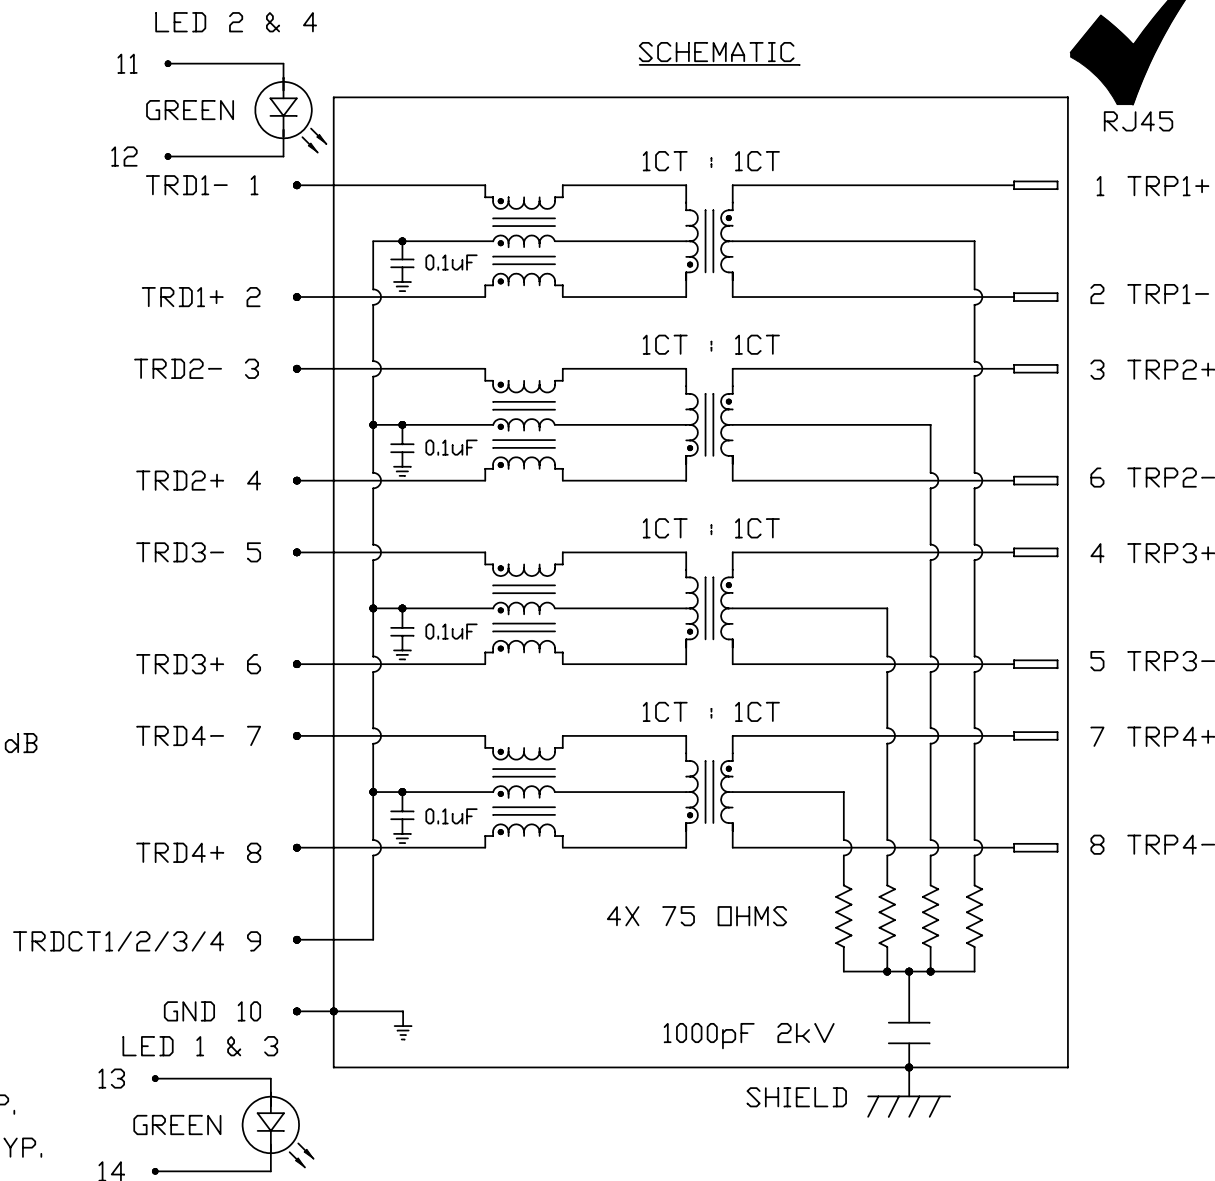 LED 2 & 4
SCHEMATIC
11
GREEN
12
RJ45
1CT : 1CT
TRD1- 1
1 TRP1+
0.1uF
TRD1+ 2
2 TRP1-
1CT : 1CT
TRD2- 3
3 TRP2+
0.1uF
TRD2+ 4
6 TRP2-
1CT : 1CT
TRD3- 5
4 TRP3+
0.1uF
TRD3+ 6
5 TRP3-
1CT : 1CT
dB
TRD4- 7
7 TRP4+
0.1uF
TRD4+ 8
8 TRP4-
4X 75 OHMS
TRDCT1/2/3/4 9
GND 10
1000pF 2kV
LED 1 & 3
13
SHIELD
P.
GREEN
YP.
14